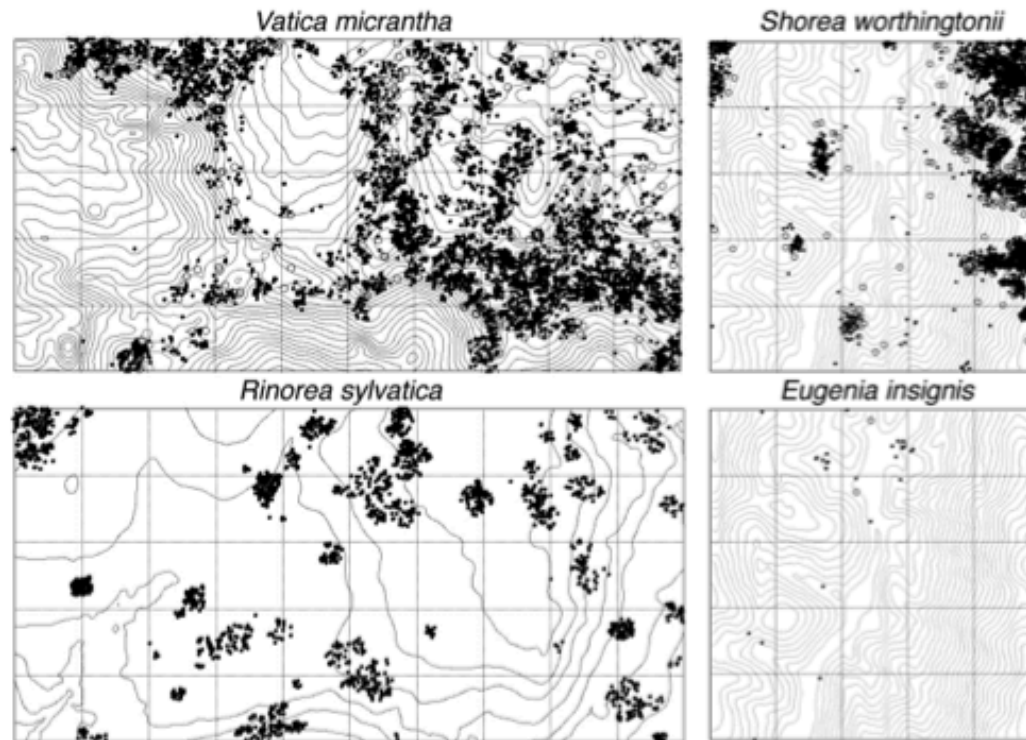 Vatica micrantha
Shorea worthingtonii
Rinorea sylvatica
Eugenia insignis